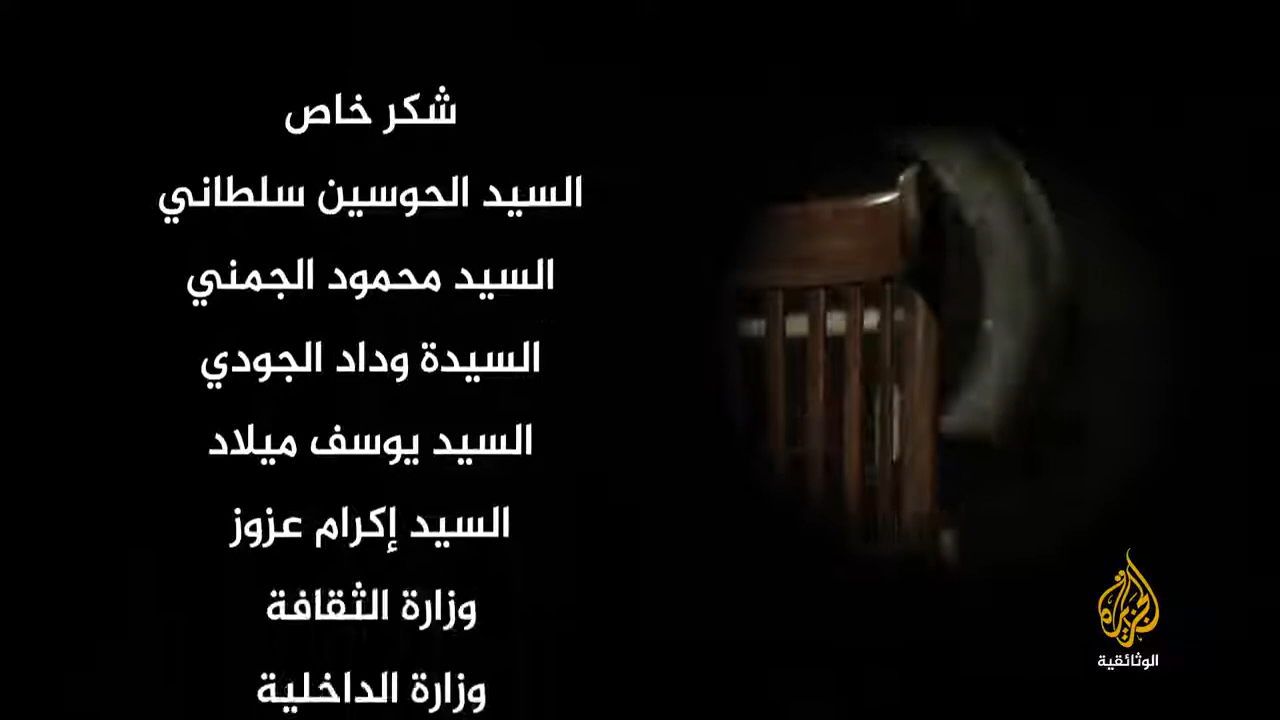 شكر خاص
السيد الحوسين سلطاني
السيد محمود الجمني
السيدة وداد الجودي
السيد يوسف ميلاد
السيد إكرام عزوز
وزارة الثقافة
وزارة الداخلية
الجزيرة
الوثائقية